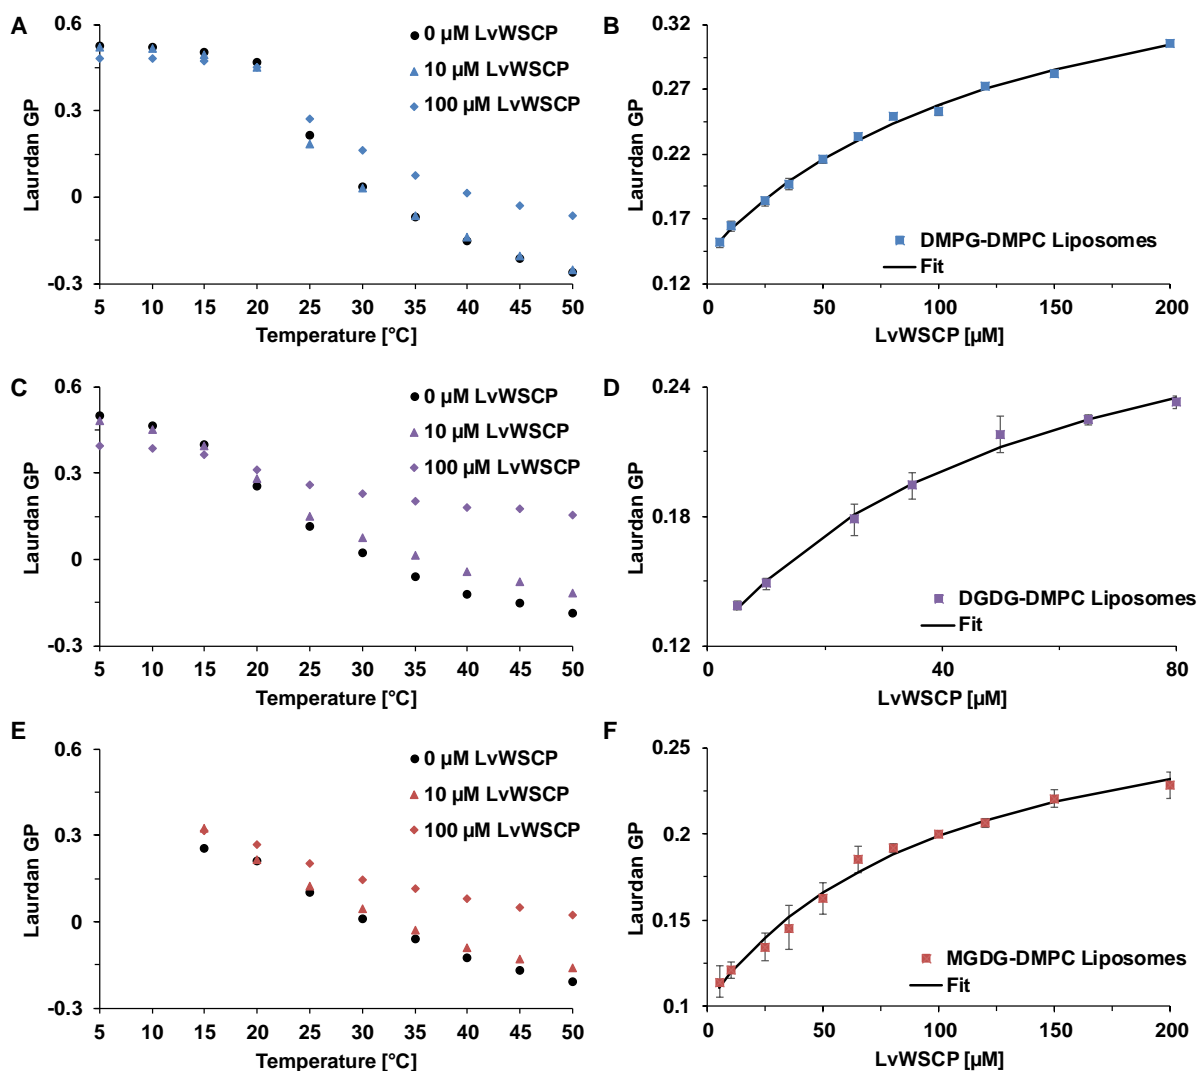 A
0.6
0.3
0
-0.3
Laurdan GP
0 µM LvWSCP
10 µM LvWSCP
100 µM LvWSCP
5 10 15 20 25 30 35 40 45 50
Temperature [°C]
B
0.27
0.22
0.17
0.12
Laurdan GP
DMPG-DMPC Liposomes
Fit
0 50 100 150 200
LvWSCP [µM]
C
0.6
0.3
0
-0.3
Laurdan GP
0 µM LvWSCP
10 µM LvWSCP
100 µM LvWSCP
5 10 15 20 25 30 35 40 45 50
Temperature [°C]
D
0.24
0.18
0.12
Laurdan GP
DGDG-DMPC Liposomes
Fit
0 40 80
LvWSCP [µM]
E
0.6
0.3
0
-0.3
Laurdan GP
0 µM LvWSCP
10 µM LvWSCP
100 µM LvWSCP
5 10 15 20 25 30 35 40 45 50
Temperature [°C]
F
0.25
0.2
0.15
0.1
Laurdan GP
MGDG-DMPC Liposomes
Fit
0 50 100 150 200
LvWSCP [µM]